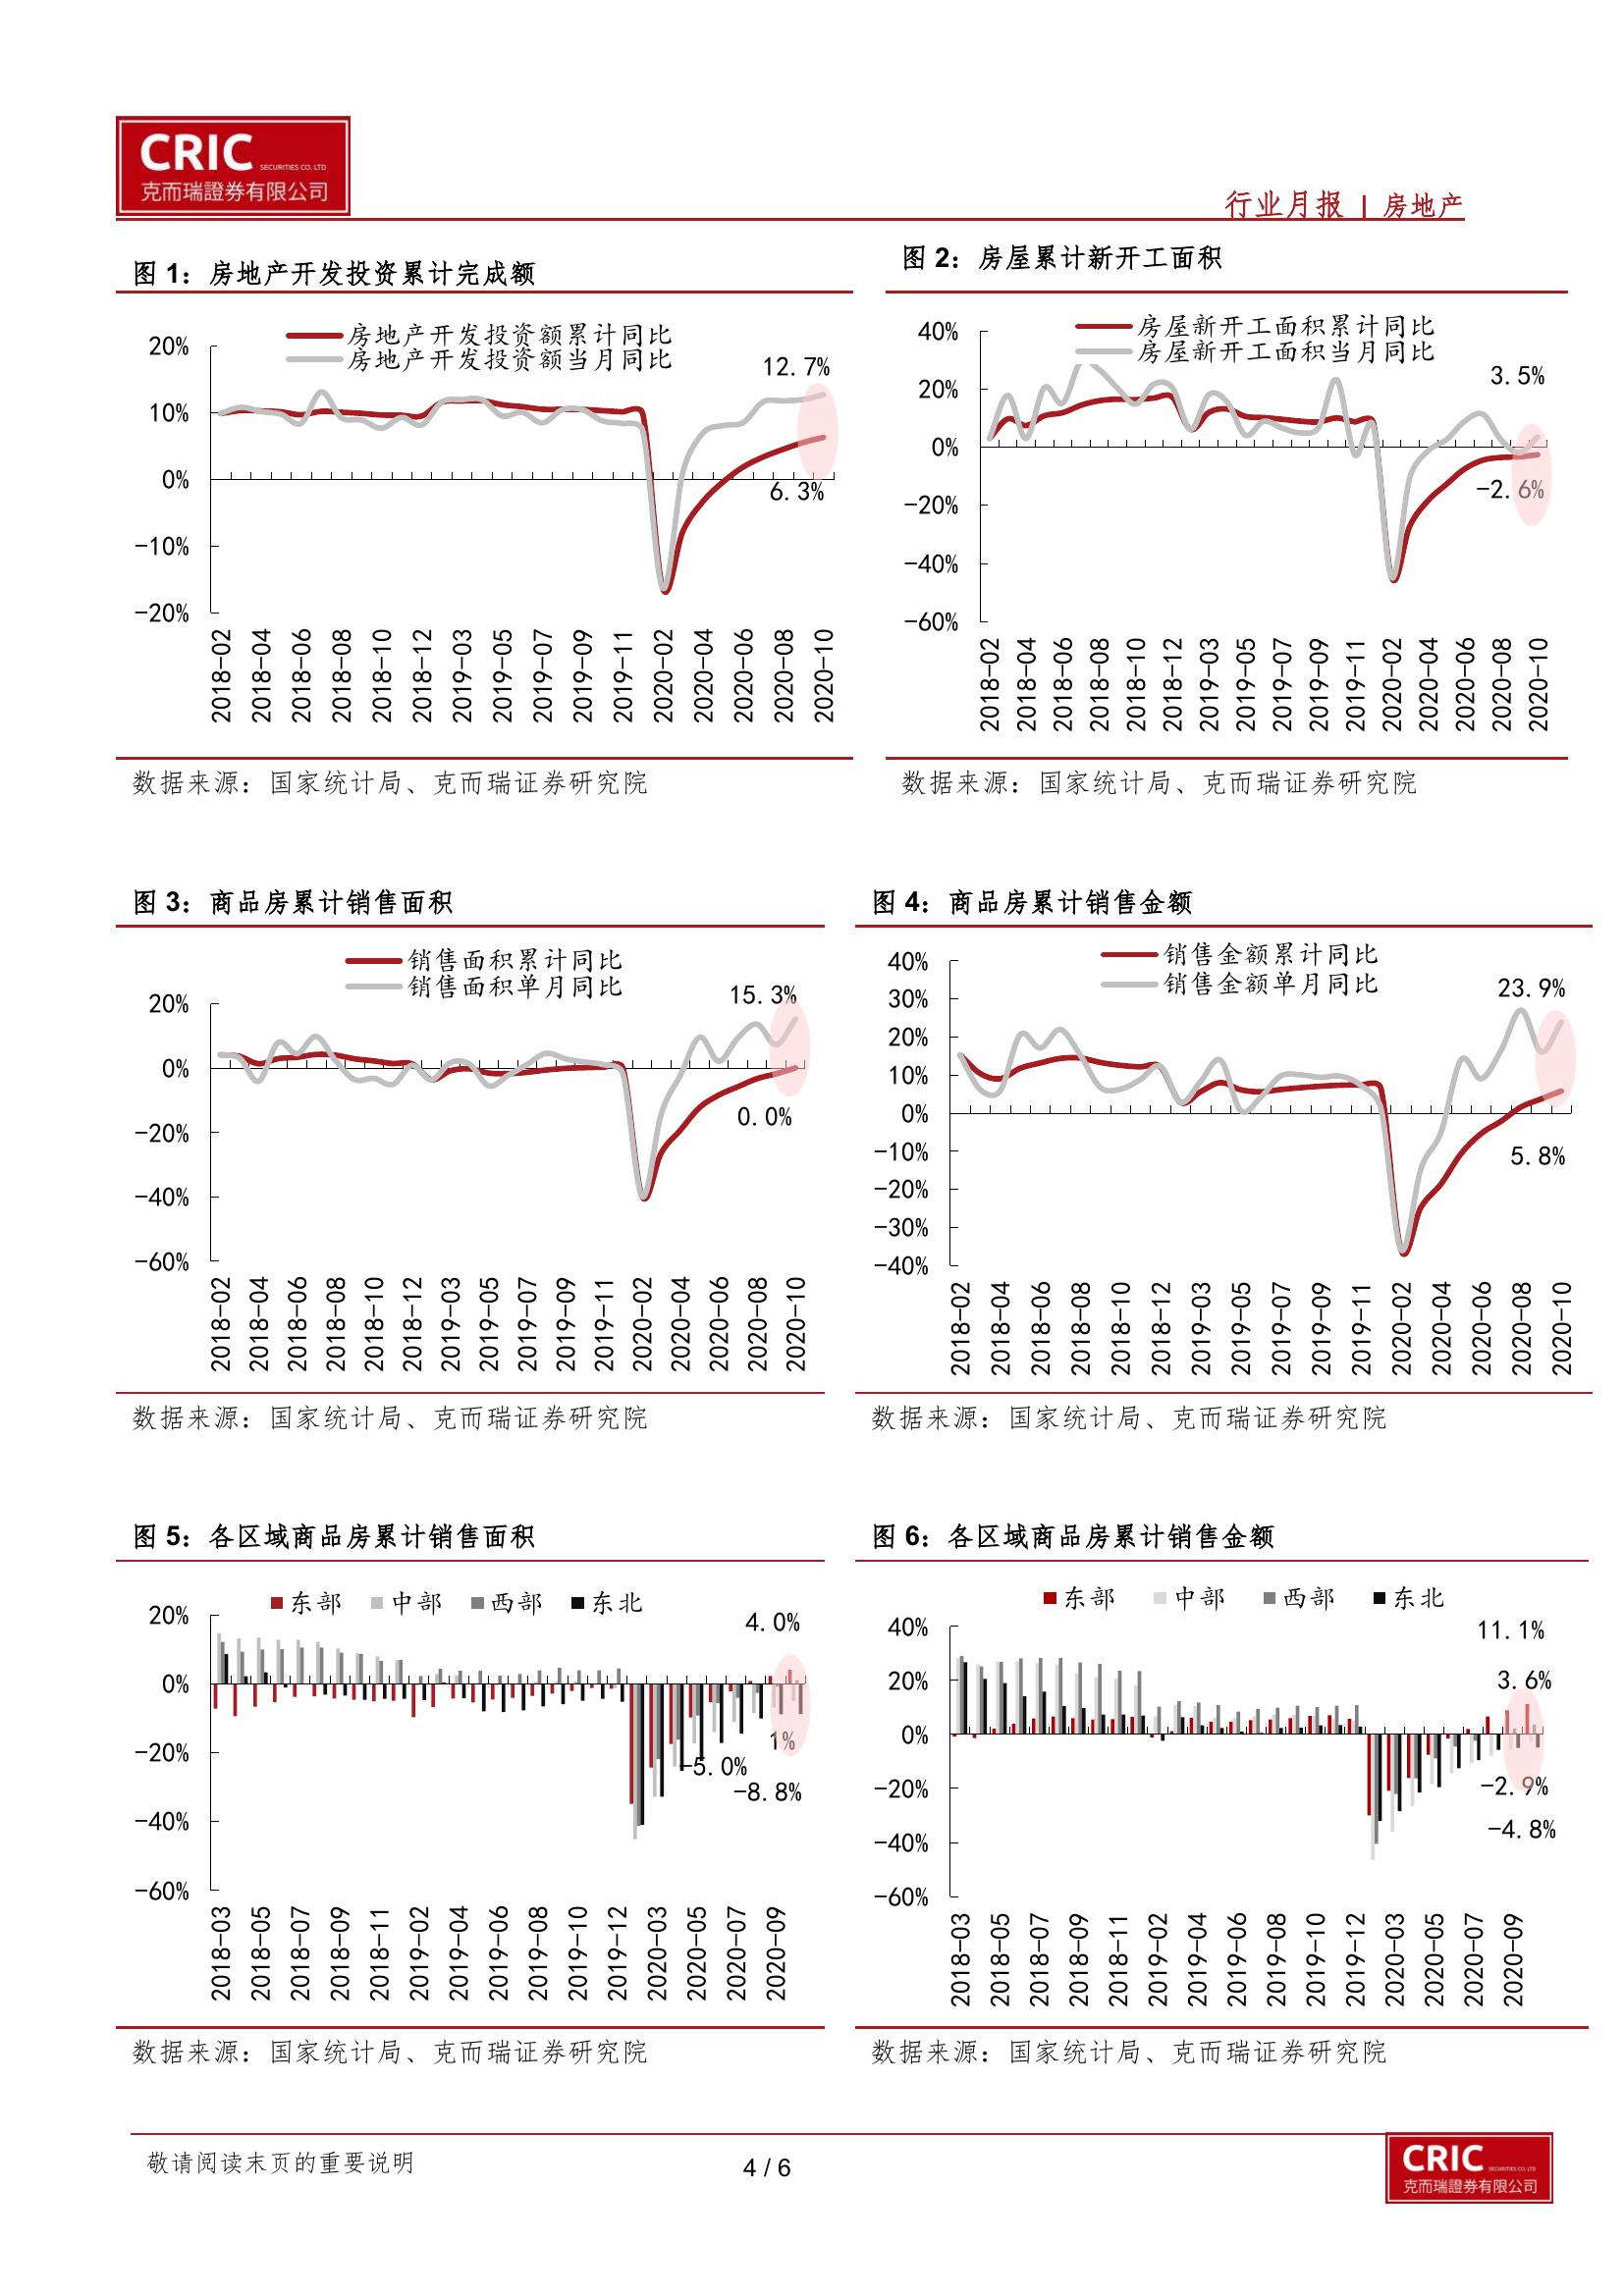 CRIC SECURITIES CO. LTD
克而瑞證券有限公司
行业月报 | 房地产
图 1：房地产开发投资累计完成额
房地产开发投资额累计同比
房地产开发投资额当月同比
20%
10%
0%
-10%
-20%
12.7%
6.3%
2018-02 2018-04 2018-06 2018-08 2018-10 2018-12 2019-03 2019-05 2019-07 2019-09 2019-11 2020-02 2020-04 2020-06 2020-08 2020-10
数据来源：国家统计局、克而瑞证券研究院
图 2：房屋累计新开工面积
房屋新开工面积累计同比
房屋新开工面积当月同比
40%
20%
0%
-20%
-40%
-60%
3.5%
-2.6%
2018-02 2018-04 2018-06 2018-08 2018-10 2018-12 2019-03 2019-05 2019-07 2019-09 2019-11 2020-02 2020-04 2020-06 2020-08 2020-10
数据来源：国家统计局、克而瑞证券研究院
图 3：商品房累计销售面积
销售面积累计同比
销售面积单月同比
20%
0%
-20%
-40%
-60%
15.3%
0.0%
2018-02 2018-04 2018-06 2018-08 2018-10 2018-12 2019-03 2019-05 2019-07 2019-09 2019-11 2020-02 2020-04 2020-06 2020-08 2020-10
数据来源：国家统计局、克而瑞证券研究院
图 4：商品房累计销售金额
销售金额累计同比
销售金额单月同比
40%
30%
20%
10%
0%
-10%
-20%
-30%
-40%
23.9%
5.8%
2018-02 2018-04 2018-06 2018-08 2018-10 2018-12 2019-03 2019-05 2019-07 2019-09 2019-11 2020-02 2020-04 2020-06 2020-08 2020-10
数据来源：国家统计局、克而瑞证券研究院
图 5：各区域商品房累计销售面积
东部 中部 西部 东北
20%
0%
-20%
-40%
-60%
4.0%
1%
-5.0%
-8.8%
2018-03 2018-05 2018-07 2018-09 2018-11 2019-02 2019-04 2019-06 2019-08 2019-10 2019-12 2020-03 2020-05 2020-07 2020-09
数据来源：国家统计局、克而瑞证券研究院
图 6：各区域商品房累计销售金额
东部 中部 西部 东北
40%
20%
0%
-20%
-40%
-60%
11.1%
3.6%
-2.9%
-4.8%
2018-03 2018-05 2018-07 2018-09 2018-11 2019-02 2019-04 2019-06 2019-08 2019-10 2019-12 2020-03 2020-05 2020-07 2020-09
数据来源：国家统计局、克而瑞证券研究院
敬请阅读末页的重要说明
4 / 6
CRIC SECURITIES CO. LTD
克而瑞證券有限公司